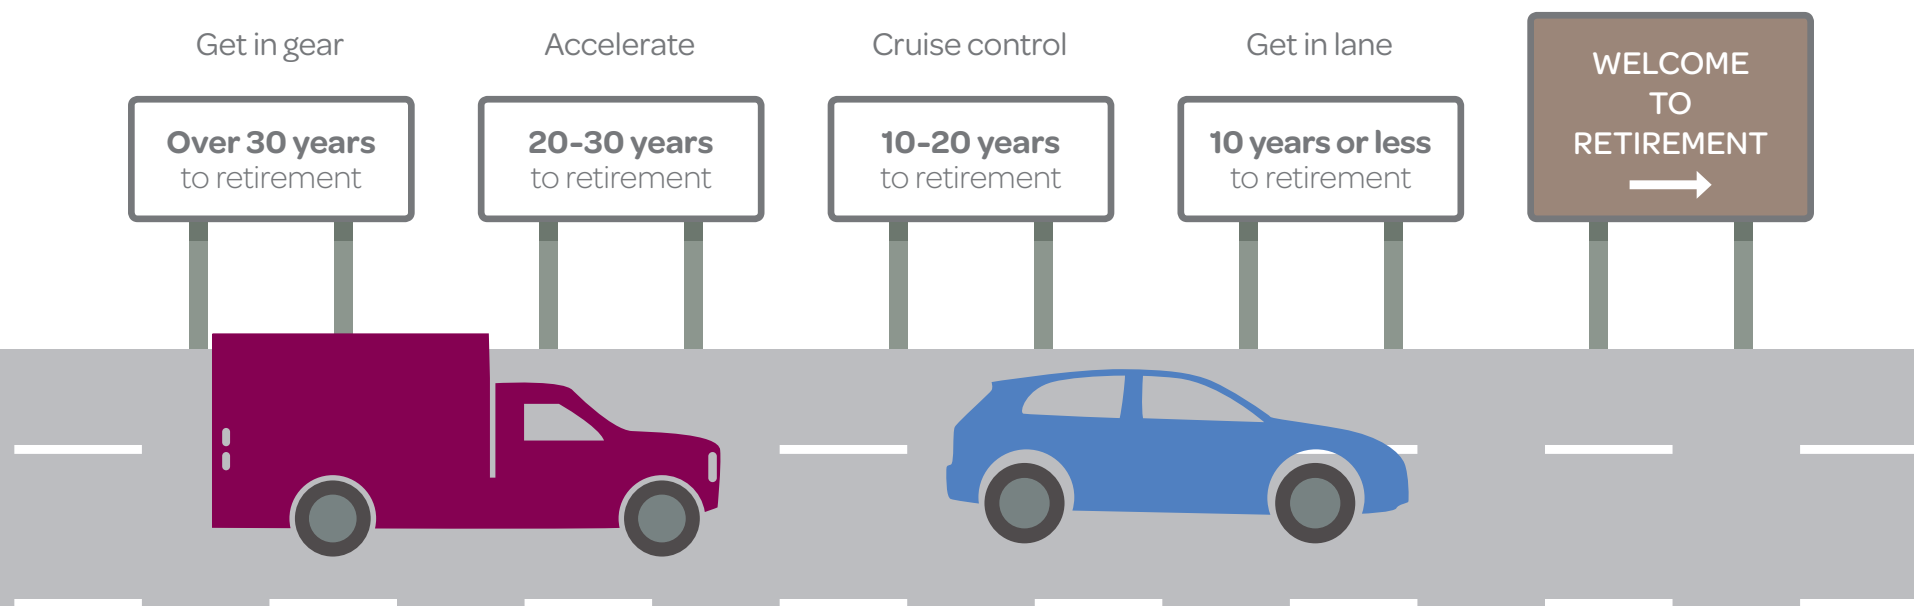 Get in gear
Over 30 years
to retirement
Accelerate
20-30 years
to retirement
Cruise control
10-20 years
to retirement
Get in lane
10 years or less
to retirement
WELCOME
TO
RETIREMENT